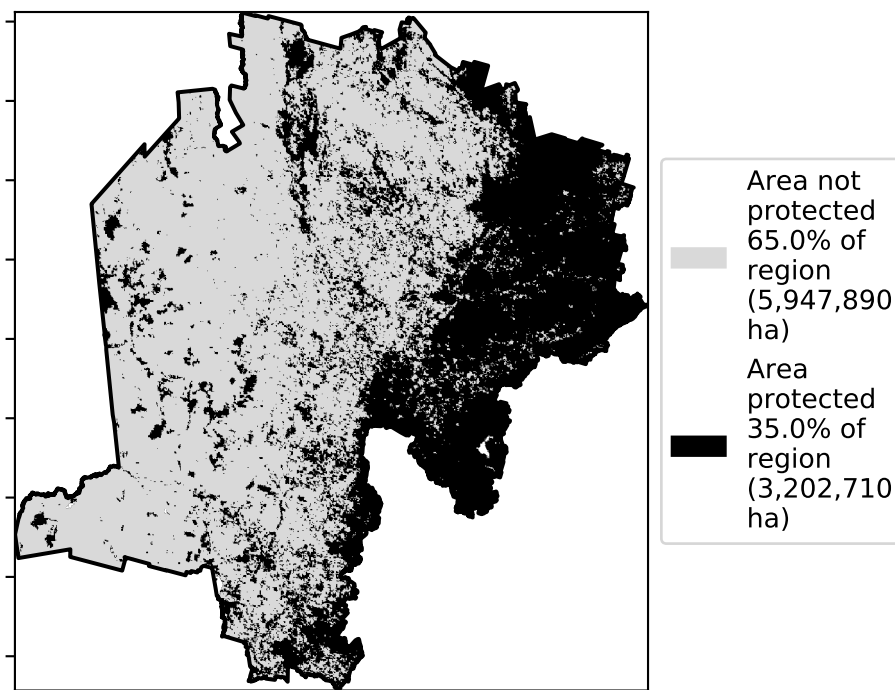 Area not
protected
65.0% of
region
(5,947,890
ha)
Area
protected
35.0% of
region
(3,202,710
ha)